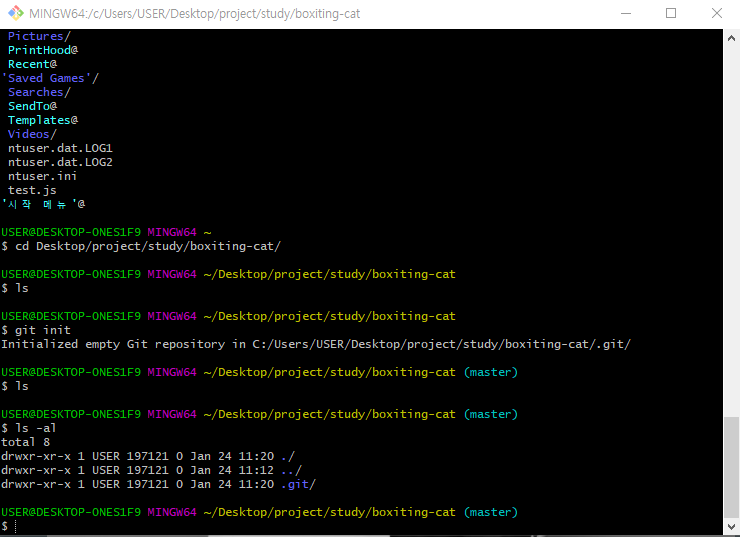 MINGW64:/c/Users/USER/Desktop/project/study/boxiting-cat
Pictures/
PrintHood@
Recent@
'Saved Games'/
Searches/
SendTo@
Templates@
Videos/
ntuser.dat.LOG1
ntuser.dat.LOG2
ntuser.ini
test.js
'시작 메뉴'@
USER@DESKTOP-ONES1F9 MINGW64 ~
$ cd Desktop/project/study/boxiting-cat/
USER@DESKTOP-ONES1F9 MINGW64 ~/Desktop/project/study/boxiting-cat
$ ls
USER@DESKTOP-ONES1F9 MINGW64 ~/Desktop/project/study/boxiting-cat
$ git init
Initialized empty Git repository in C:/Users/USER/Desktop/project/study/boxiting-cat/.git/
USER@DESKTOP-ONES1F9 MINGW64 ~/Desktop/project/study/boxiting-cat (master)
$ ls
USER@DESKTOP-ONES1F9 MINGW64 ~/Desktop/project/study/boxiting-cat (master)
$ ls -al
total 8
drwxr-xr-x 1 USER 197121 0 Jan 24 11:20 ./
drwxr-xr-x 1 USER 197121 0 Jan 24 11:12 ../
drwxr-xr-x 1 USER 197121 0 Jan 24 11:20 .git/
USER@DESKTOP-ONES1F9 MINGW64 ~/Desktop/project/study/boxiting-cat (master)
$